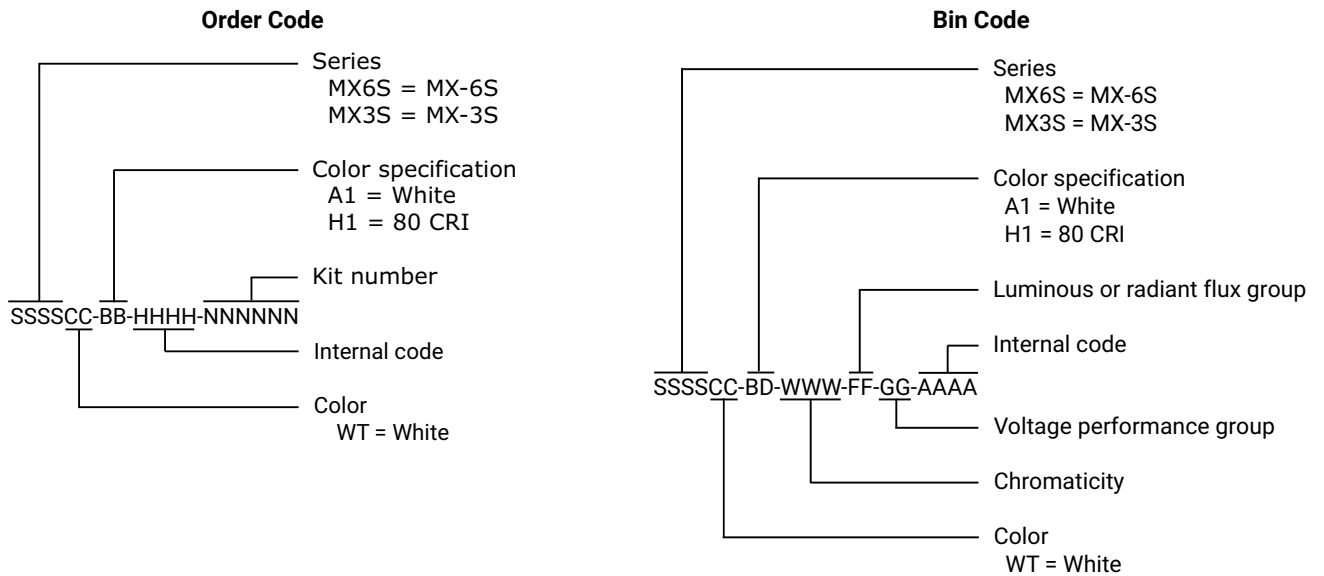 Order Code
Series
MX6S = MX-6S
MX3S = MX-3S
Color specification
A1 = White
H1 = 80 CRI
Kit number
SSSSCC-BB-HHHH-NNNNNN
Internal code
Color
WT = White
Bin Code
Series
MX6S = MX-6S
MX3S = MX-3S
Color specification
A1 = White
H1 = 80 CRI
Luminous or radiant flux group
Internal code
SSSSCC-BD-WWW-FF-GG-AAAA
Voltage performance group
Chromaticity
Color
WT = White